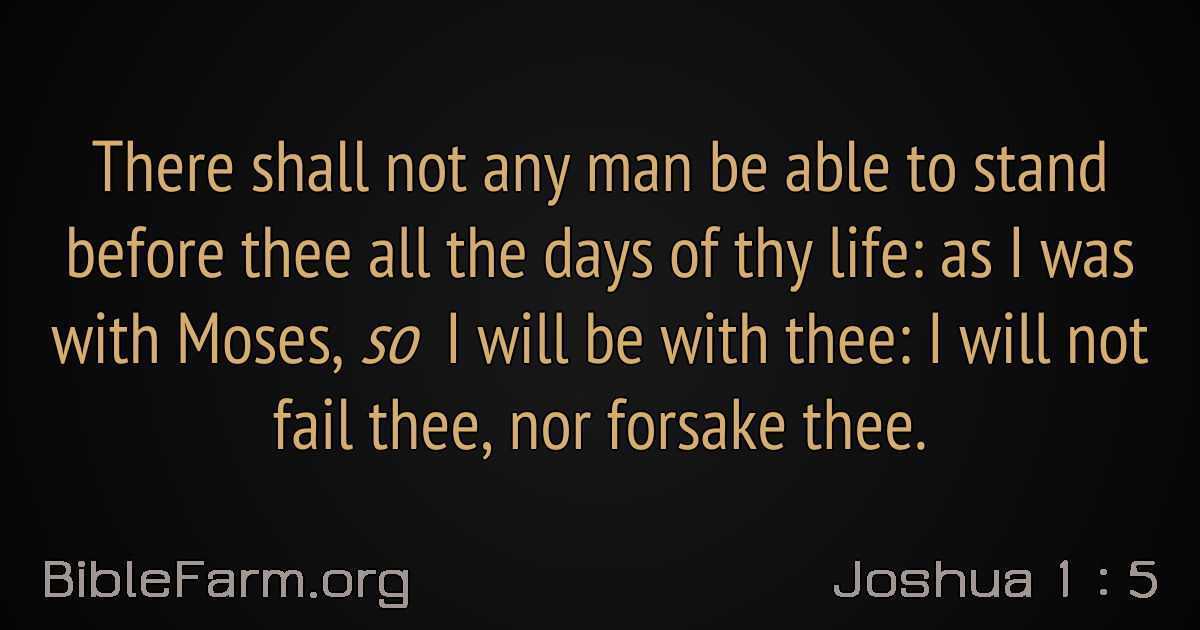 There shall not any man be able to stand
before thee all the days of thy life: as I was
with Moses, so I will be with thee: I will not
fail thee, nor forsake thee.
BibleFarm.org
Joshua 1 : 5